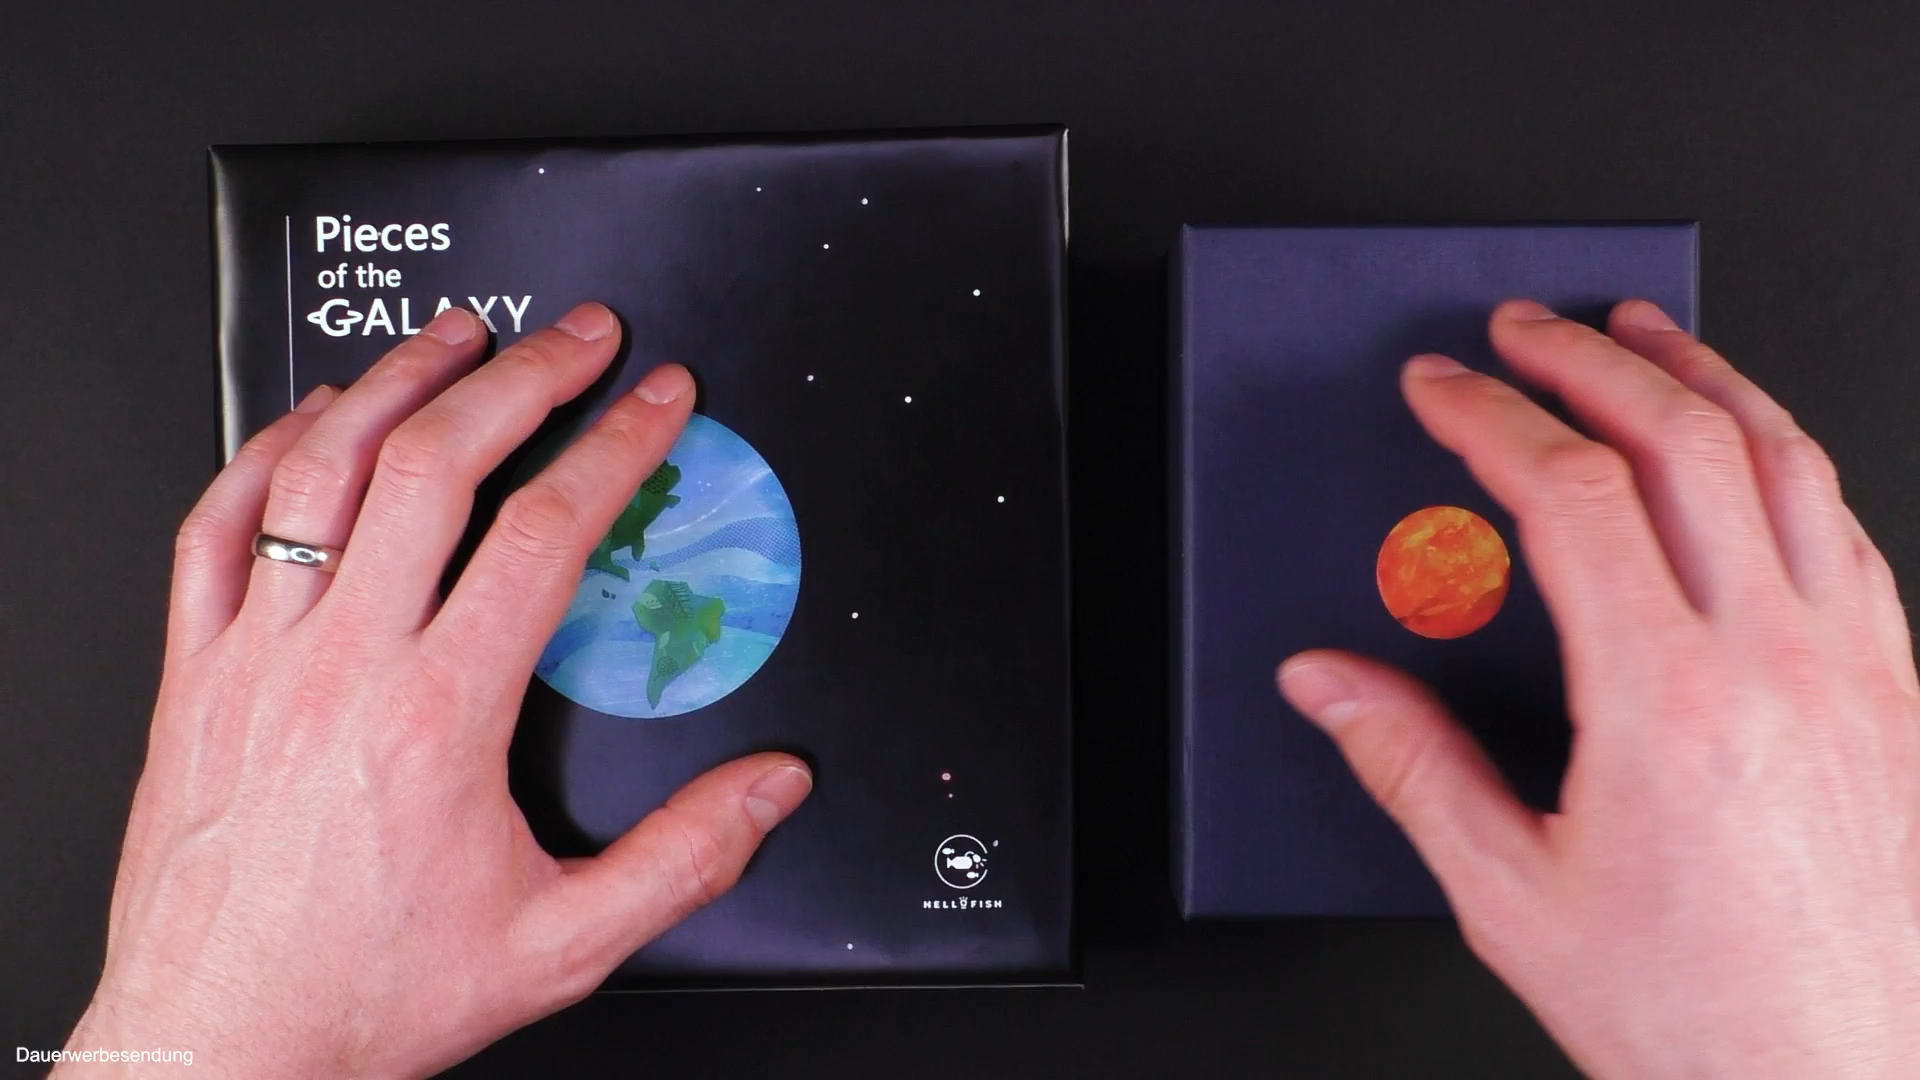 Pieces
of the
GALAXY
HELLOFISH
Dauerwerbesendung